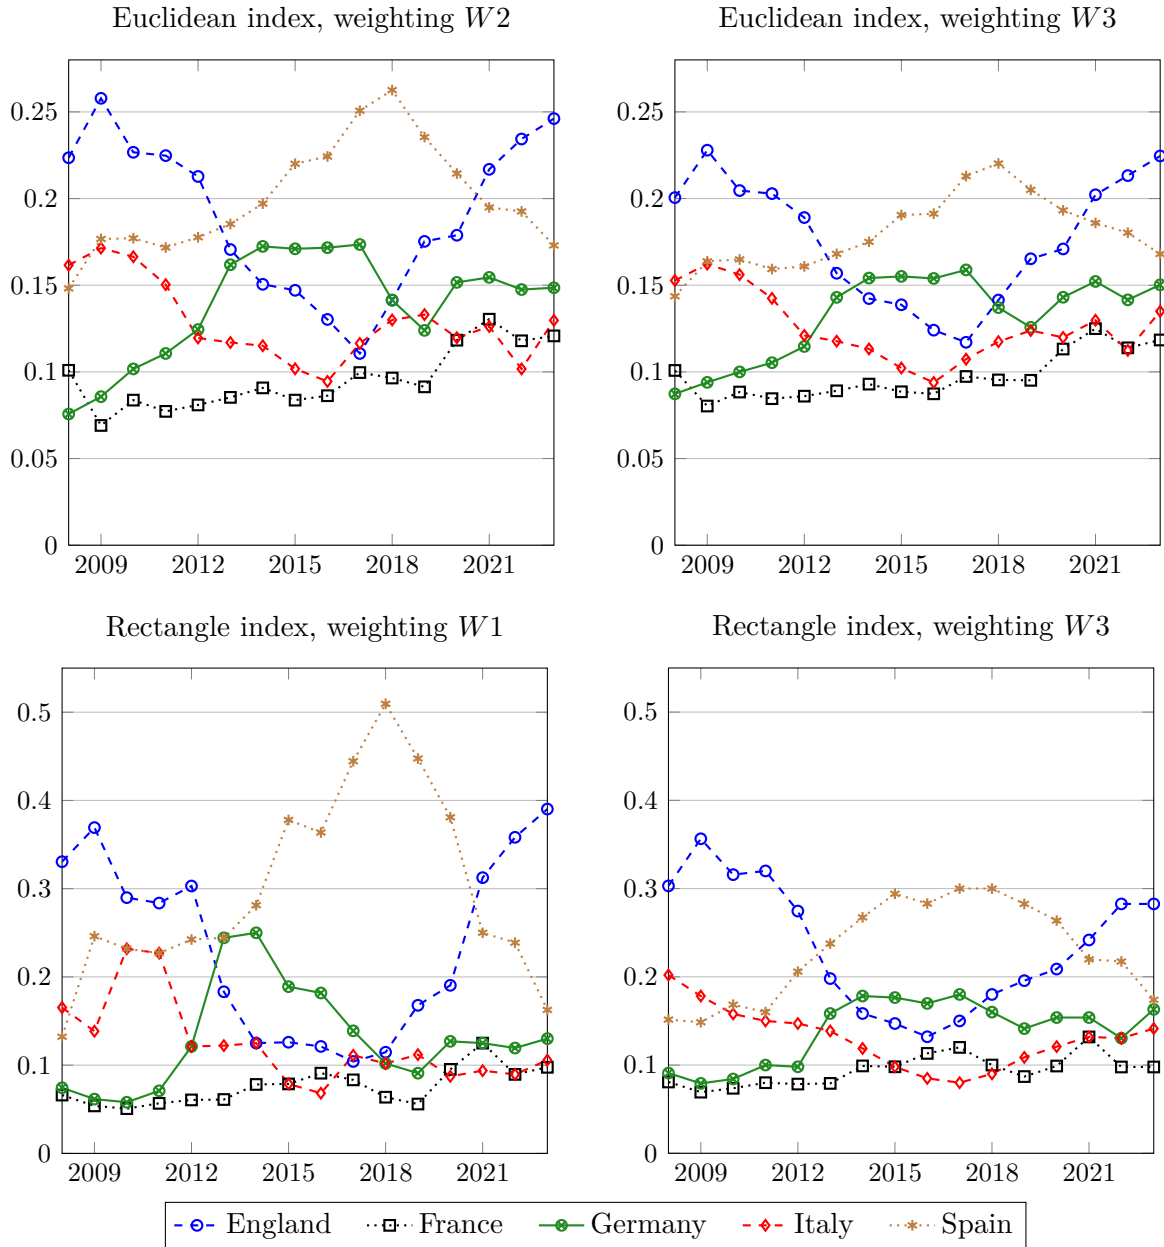 Euclidean index, weighting W2
Euclidean index, weighting W3
0.25
0.2
0.15
0.1
0.05
0
2009 2012 2015 2018 2021
0.25
0.2
0.15
0.1
0.05
0
2009 2012 2015 2018 2021
Rectangle index, weighting W1
Rectangle index, weighting W3
0.5
0.4
0.3
0.2
0.1
0
2009 2012 2015 2018 2021
0.5
0.4
0.3
0.2
0.1
0
2009 2012 2015 2018 2021
England France Germany Italy Spain